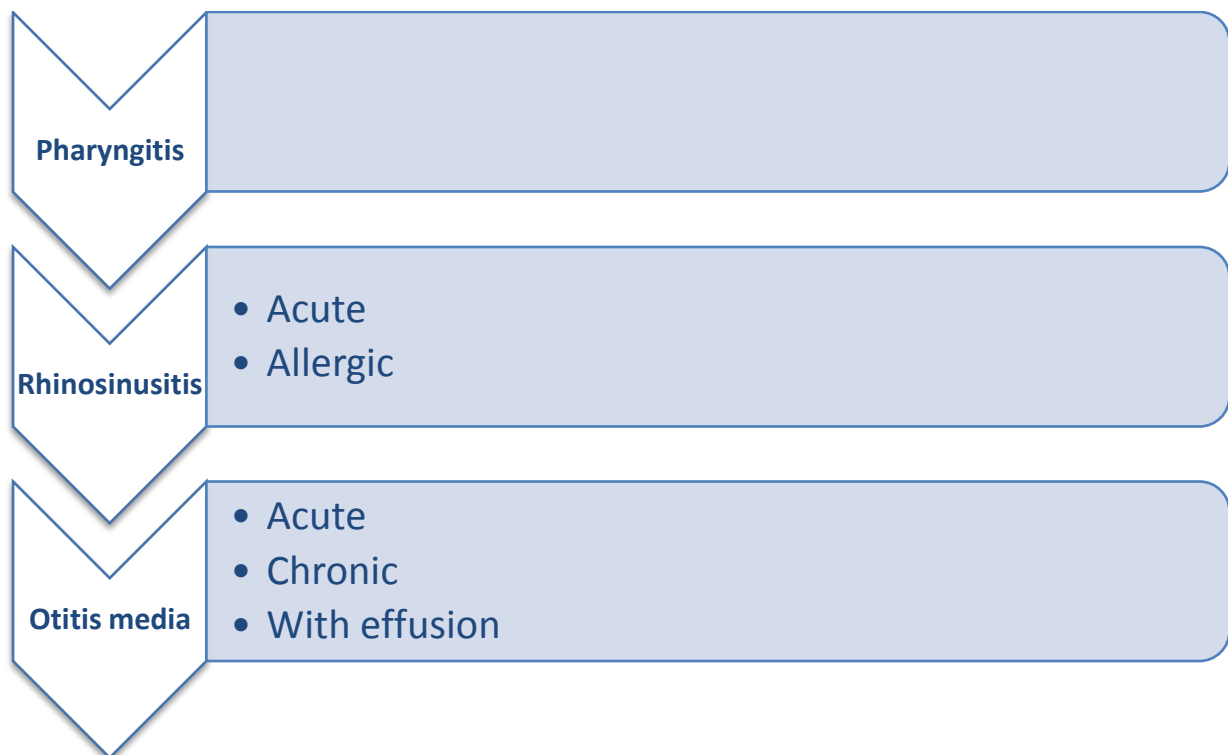 Pharyngitis
Rhinosinusitis
• Acute
• Allergic
Otitis media
• Acute
• Chronic
• With effusion